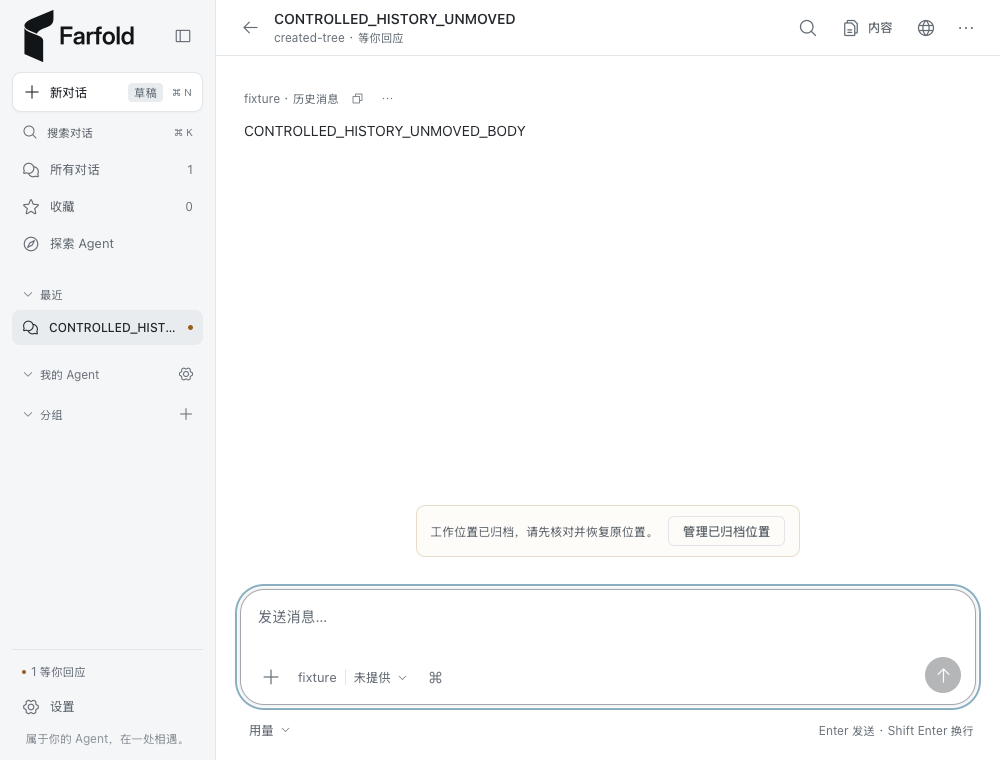 Farfold
新对话 草稿 ⌘ N
搜索对话 ⌘ K
所有对话 1
收藏 0
探索 Agent
最近
CONTROLLED_HIST...
我的 Agent
分组
1 等你回应
设置
属于你的 Agent，在一处相遇。
CONTROLLED_HISTORY_UNMOVED
created-tree · 等你回应
内容
fixture · 历史消息
CONTROLLED_HISTORY_UNMOVED_BODY
工作位置已归档，请先核对并恢复原位置。 管理已归档位置
发送消息...
fixture 未提供 ⌘
用量
Enter 发送 · Shift Enter 换行